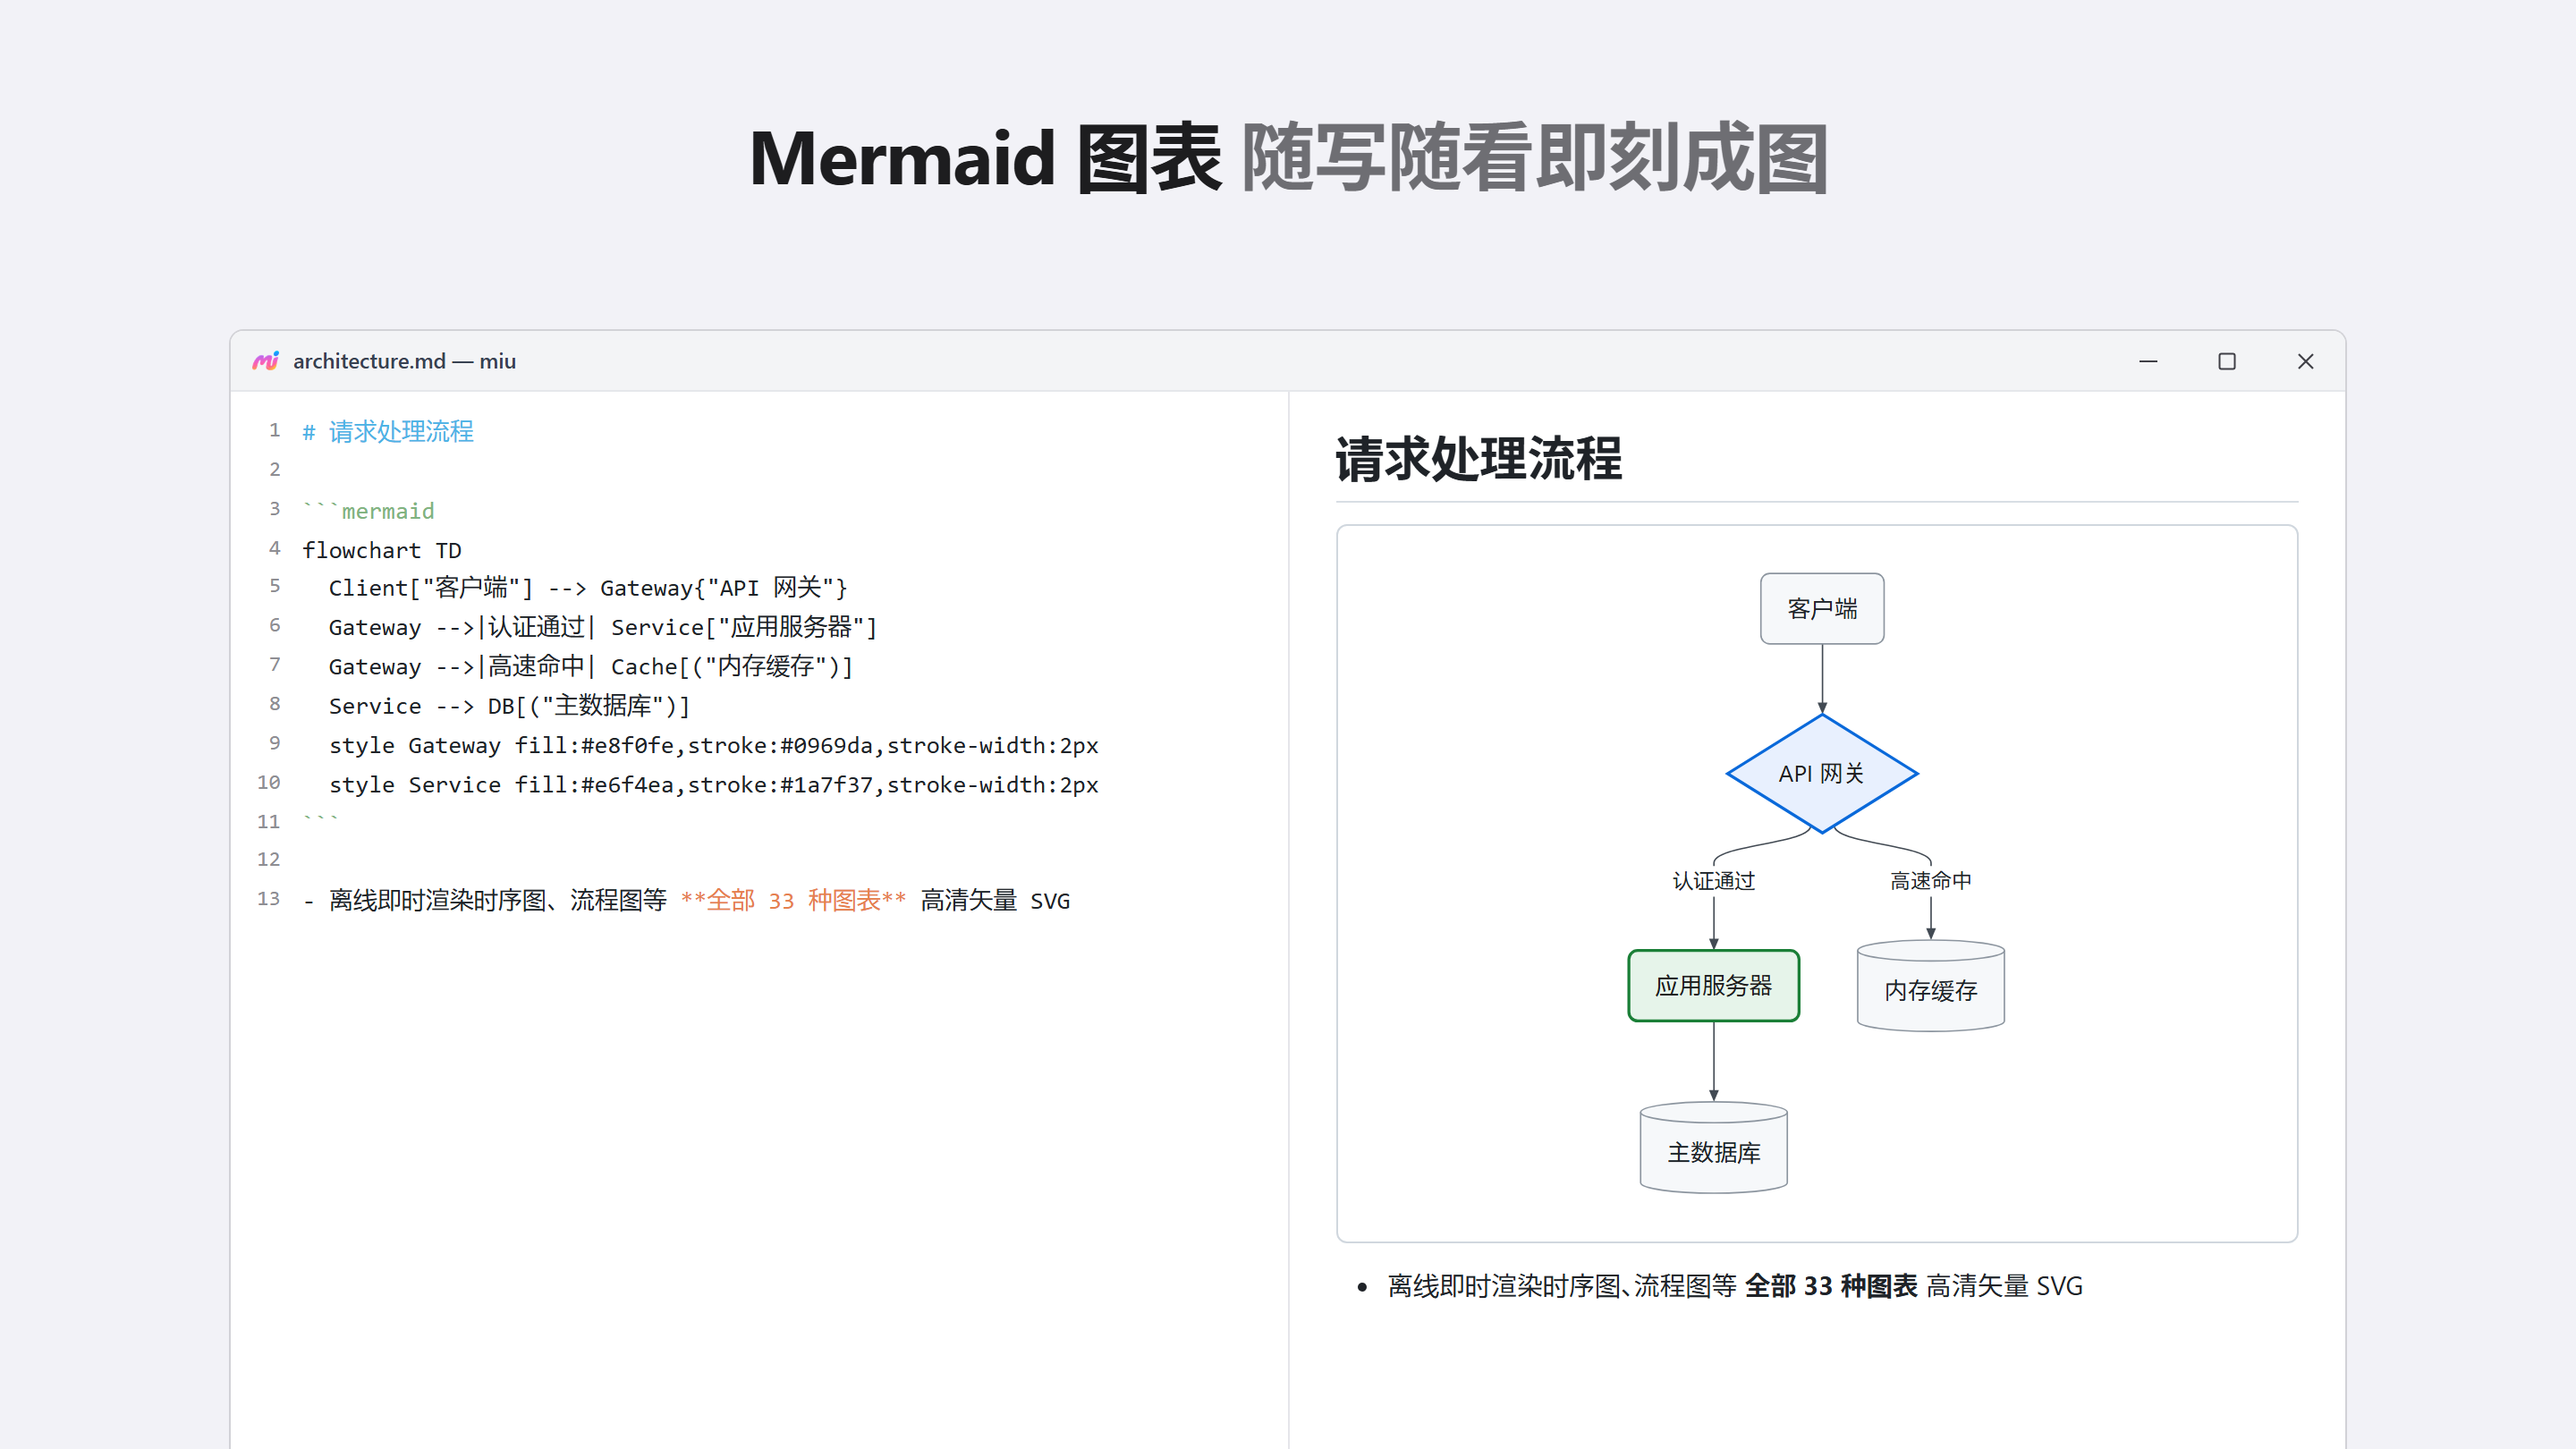 Mermaid 图表 随写随看即刻成图
architecture.md — miu
1 # 请求处理流程
2
3 ```mermaid
4 flowchart TD
5 Client["客户端"] --> Gateway{"API 网关"}
6 Gateway -->|认证通过| Service["应用服务器"]
7 Gateway -->|高速命中| Cache[("内存缓存")]
8 Service --> DB[("主数据库")]
9 style Gateway fill:#e8f0fe,stroke:#0969da,stroke-width:2px
10 style Service fill:#e6f4ea,stroke:#1a7f37,stroke-width:2px
11 ```
12
13 - 离线即时渲染时序图、流程图等 **全部 33 种图表** 高清矢量 SVG
请求处理流程
客户端
API 网关
认证通过
高速命中
应用服务器
内存缓存
主数据库
• 离线即时渲染时序图、流程图等 全部 33 种图表 高清矢量 SVG